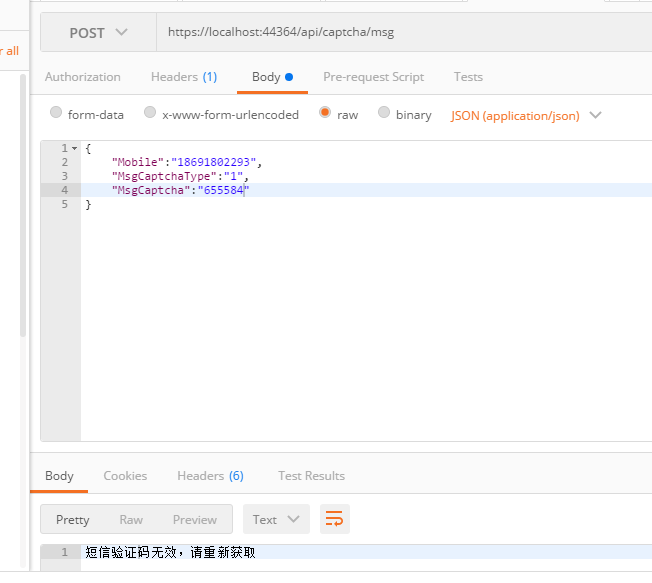 POST https://localhost:44364/api/captcha/msg
r all
Authorization Headers (1) Body Pre-request Script Tests
form-data x-www-form-urlencoded raw binary JSON (application/json)
1 {
2 "Mobile":"18691802293",
3 "MsgCaptchaType":"1",
4 "MsgCaptcha":"655584"
5 }
Body Cookies Headers (6) Test Results
Pretty Raw Preview Text
1 短信验证码无效，请重新获取